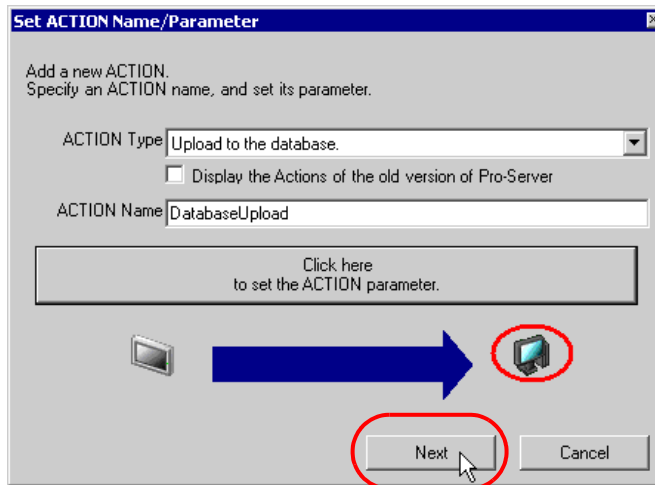 Set ACTION Name/Parameter
Add a new ACTION.
Specify an ACTION name, and set its parameter.
ACTION Type Upload to the database.
Display the Actions of the old version of Pro-Server
ACTION Name DatabaseUpload
Click here
to set the ACTION parameter.
Next Cancel